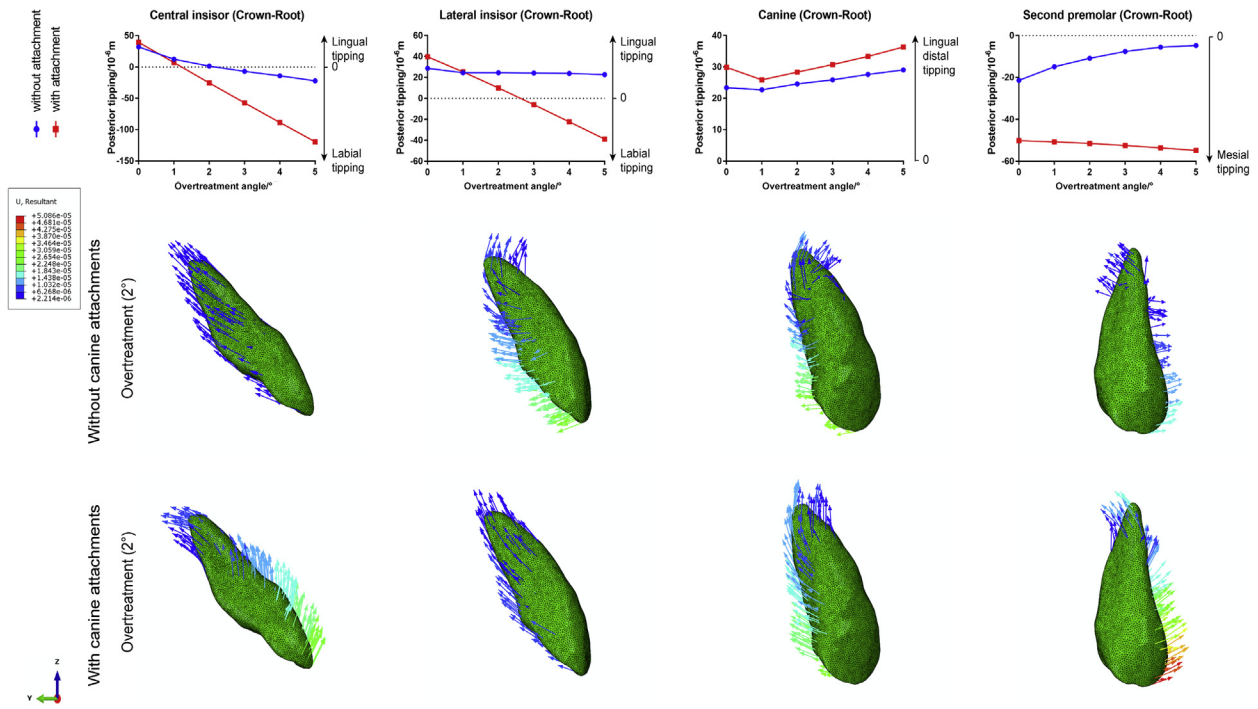 without attachment
with attachment
Central insisor (Crown-Root)
Posterior tipping/10⁻⁶m
50
0
-50
-100
-150
0 1 2 3 4 5
Overtreatment angle/°
Lingual
tipping
0
Labial
tipping
Lateral insisor (Crown-Root)
Posterior tipping/10⁻⁶m
60
40
20
0
-20
-40
-60
0 1 2 3 4 5
Overtreatment angle/°
Lingual
tipping
0
Labial
tipping
Canine (Crown-Root)
Posterior tipping/10⁻⁶m
40
30
20
10
0
0 1 2 3 4 5
Overtreatment angle/°
Lingual
distal
tipping
0
Second premolar (Crown-Root)
Posterior tipping/10⁻⁶m
0
-20
-40
-60
0 1 2 3 4 5
Overtreatment angle/°
0
Mesial
tipping
U, Resultant
+5.086e-05
+4.681e-05
+4.275e-05
+3.870e-05
+3.464e-05
+3.059e-05
+2.654e-05
+2.248e-05
+1.843e-05
+1.438e-05
+1.032e-05
+6.268e-06
+2.214e-06
Without canine attachments
Overtreatment (2°)
With canine attachments
Overtreatment (2°)
Z
Y